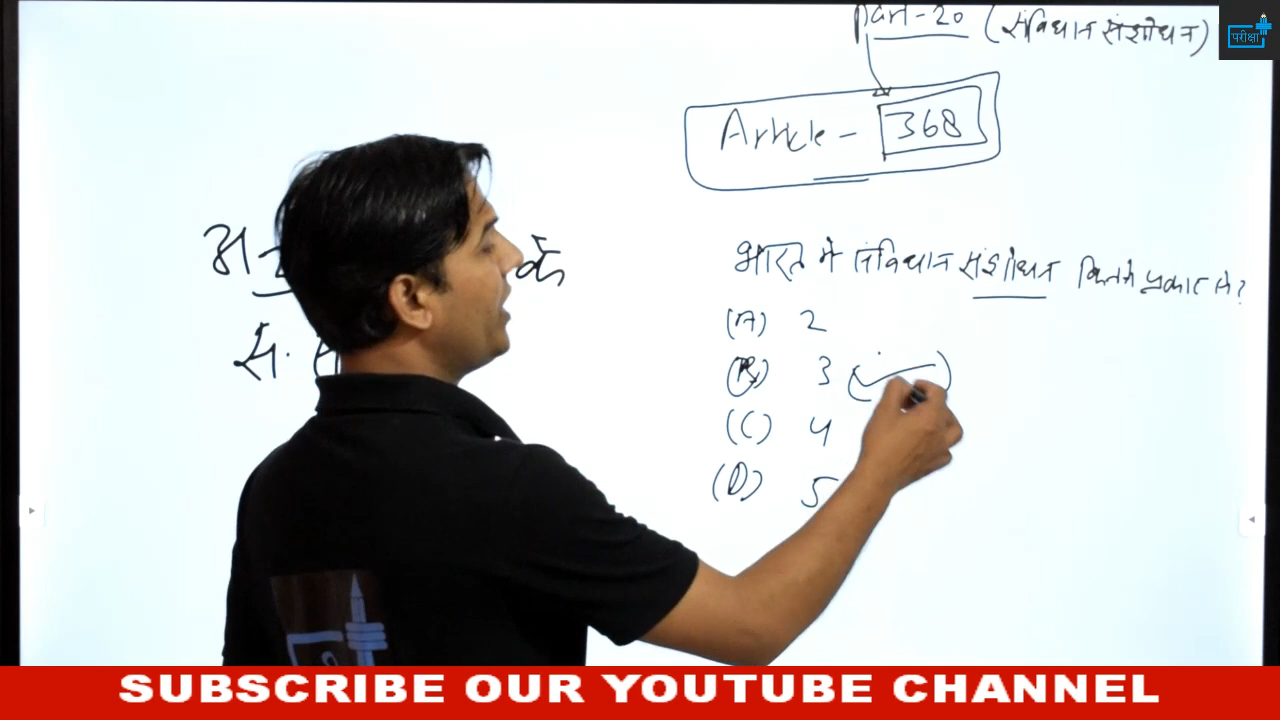 Part-20 (संविधान संशोधन)
परीक्षा
Article - 368
भारत में संविधान संशोधन कितने प्रकार से?
(A) 2
(B) 3
(C) 4
(D) 5
SUBSCRIBE OUR YOUTUBE CHANNEL